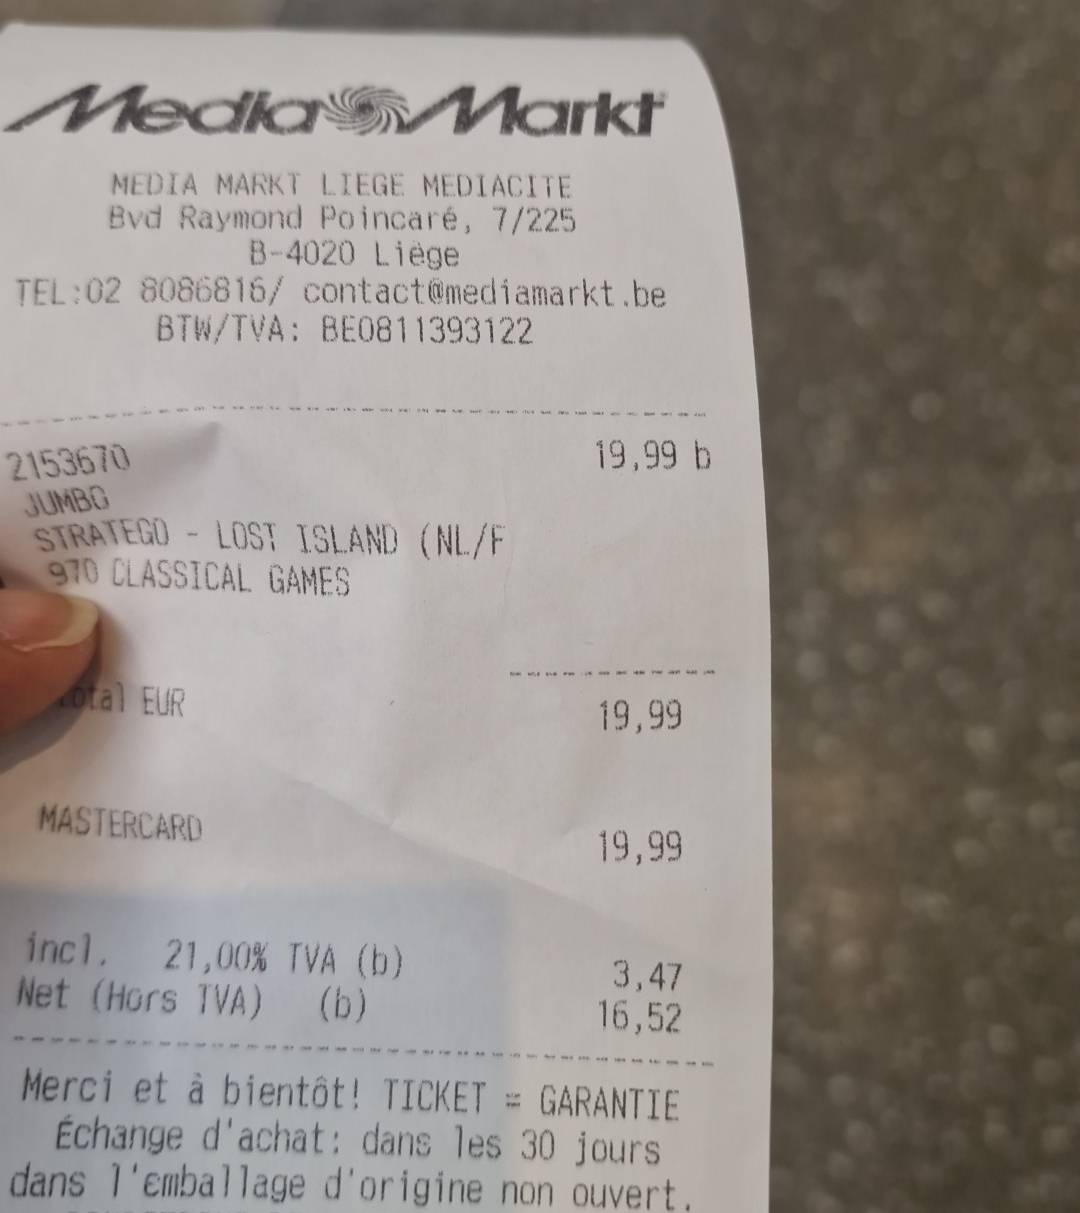 Media Markt
MEDIA MARKT LIEGE MEDIACITE
Bvd Raymond Poincaré, 7/225
B-4020 Liège
TEL:02 8086816/ contact@mediamarkt.be
BTW/TVA: BE0811393122
2153670 19,99 b
JUMBO
STRATEGO - LOST ISLAND (NL/F
970 CLASSICAL GAMES
Total EUR 19,99
MASTERCARD 19,99
incl. 21,00% TVA (b) 3,47
Net (Hors TVA) (b) 16,52
Merci et à bientôt! TICKET = GARANTIE
Échange d'achat: dans les 30 jours
dans l'emballage d'origine non ouvert.